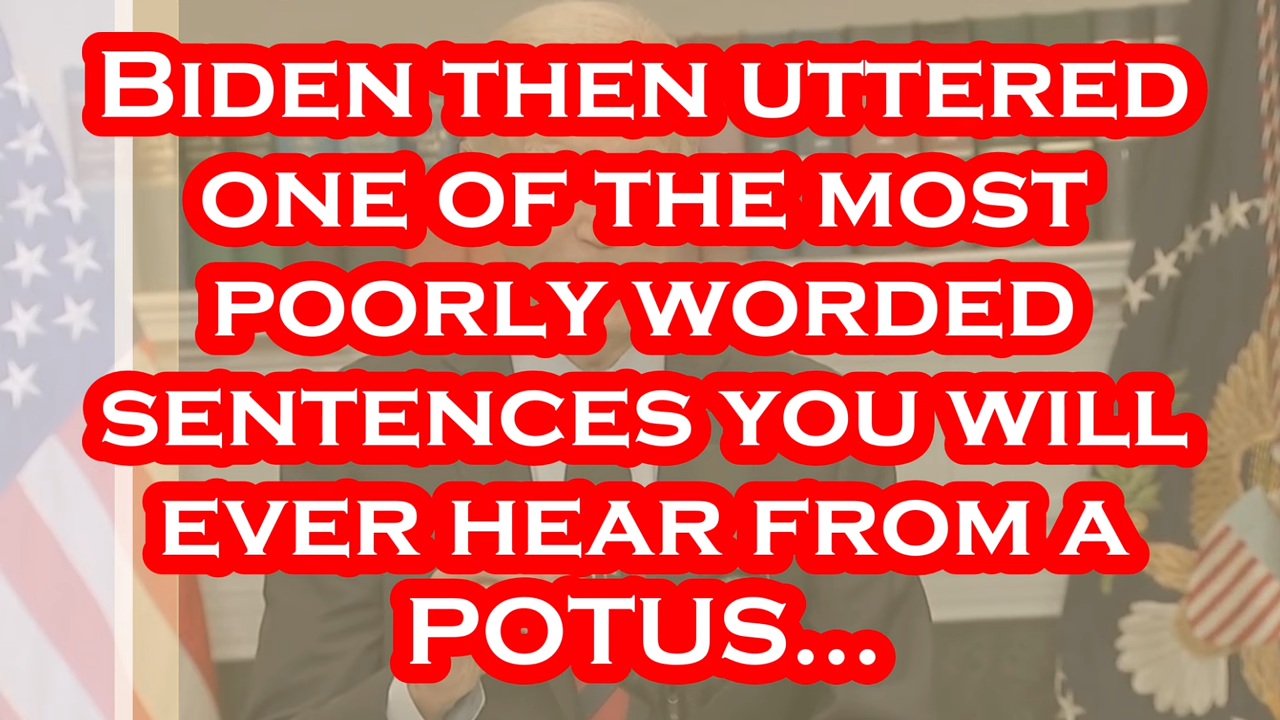 Biden then uttered
one of the most
poorly worded
sentences you will
ever hear from a
POTUS...